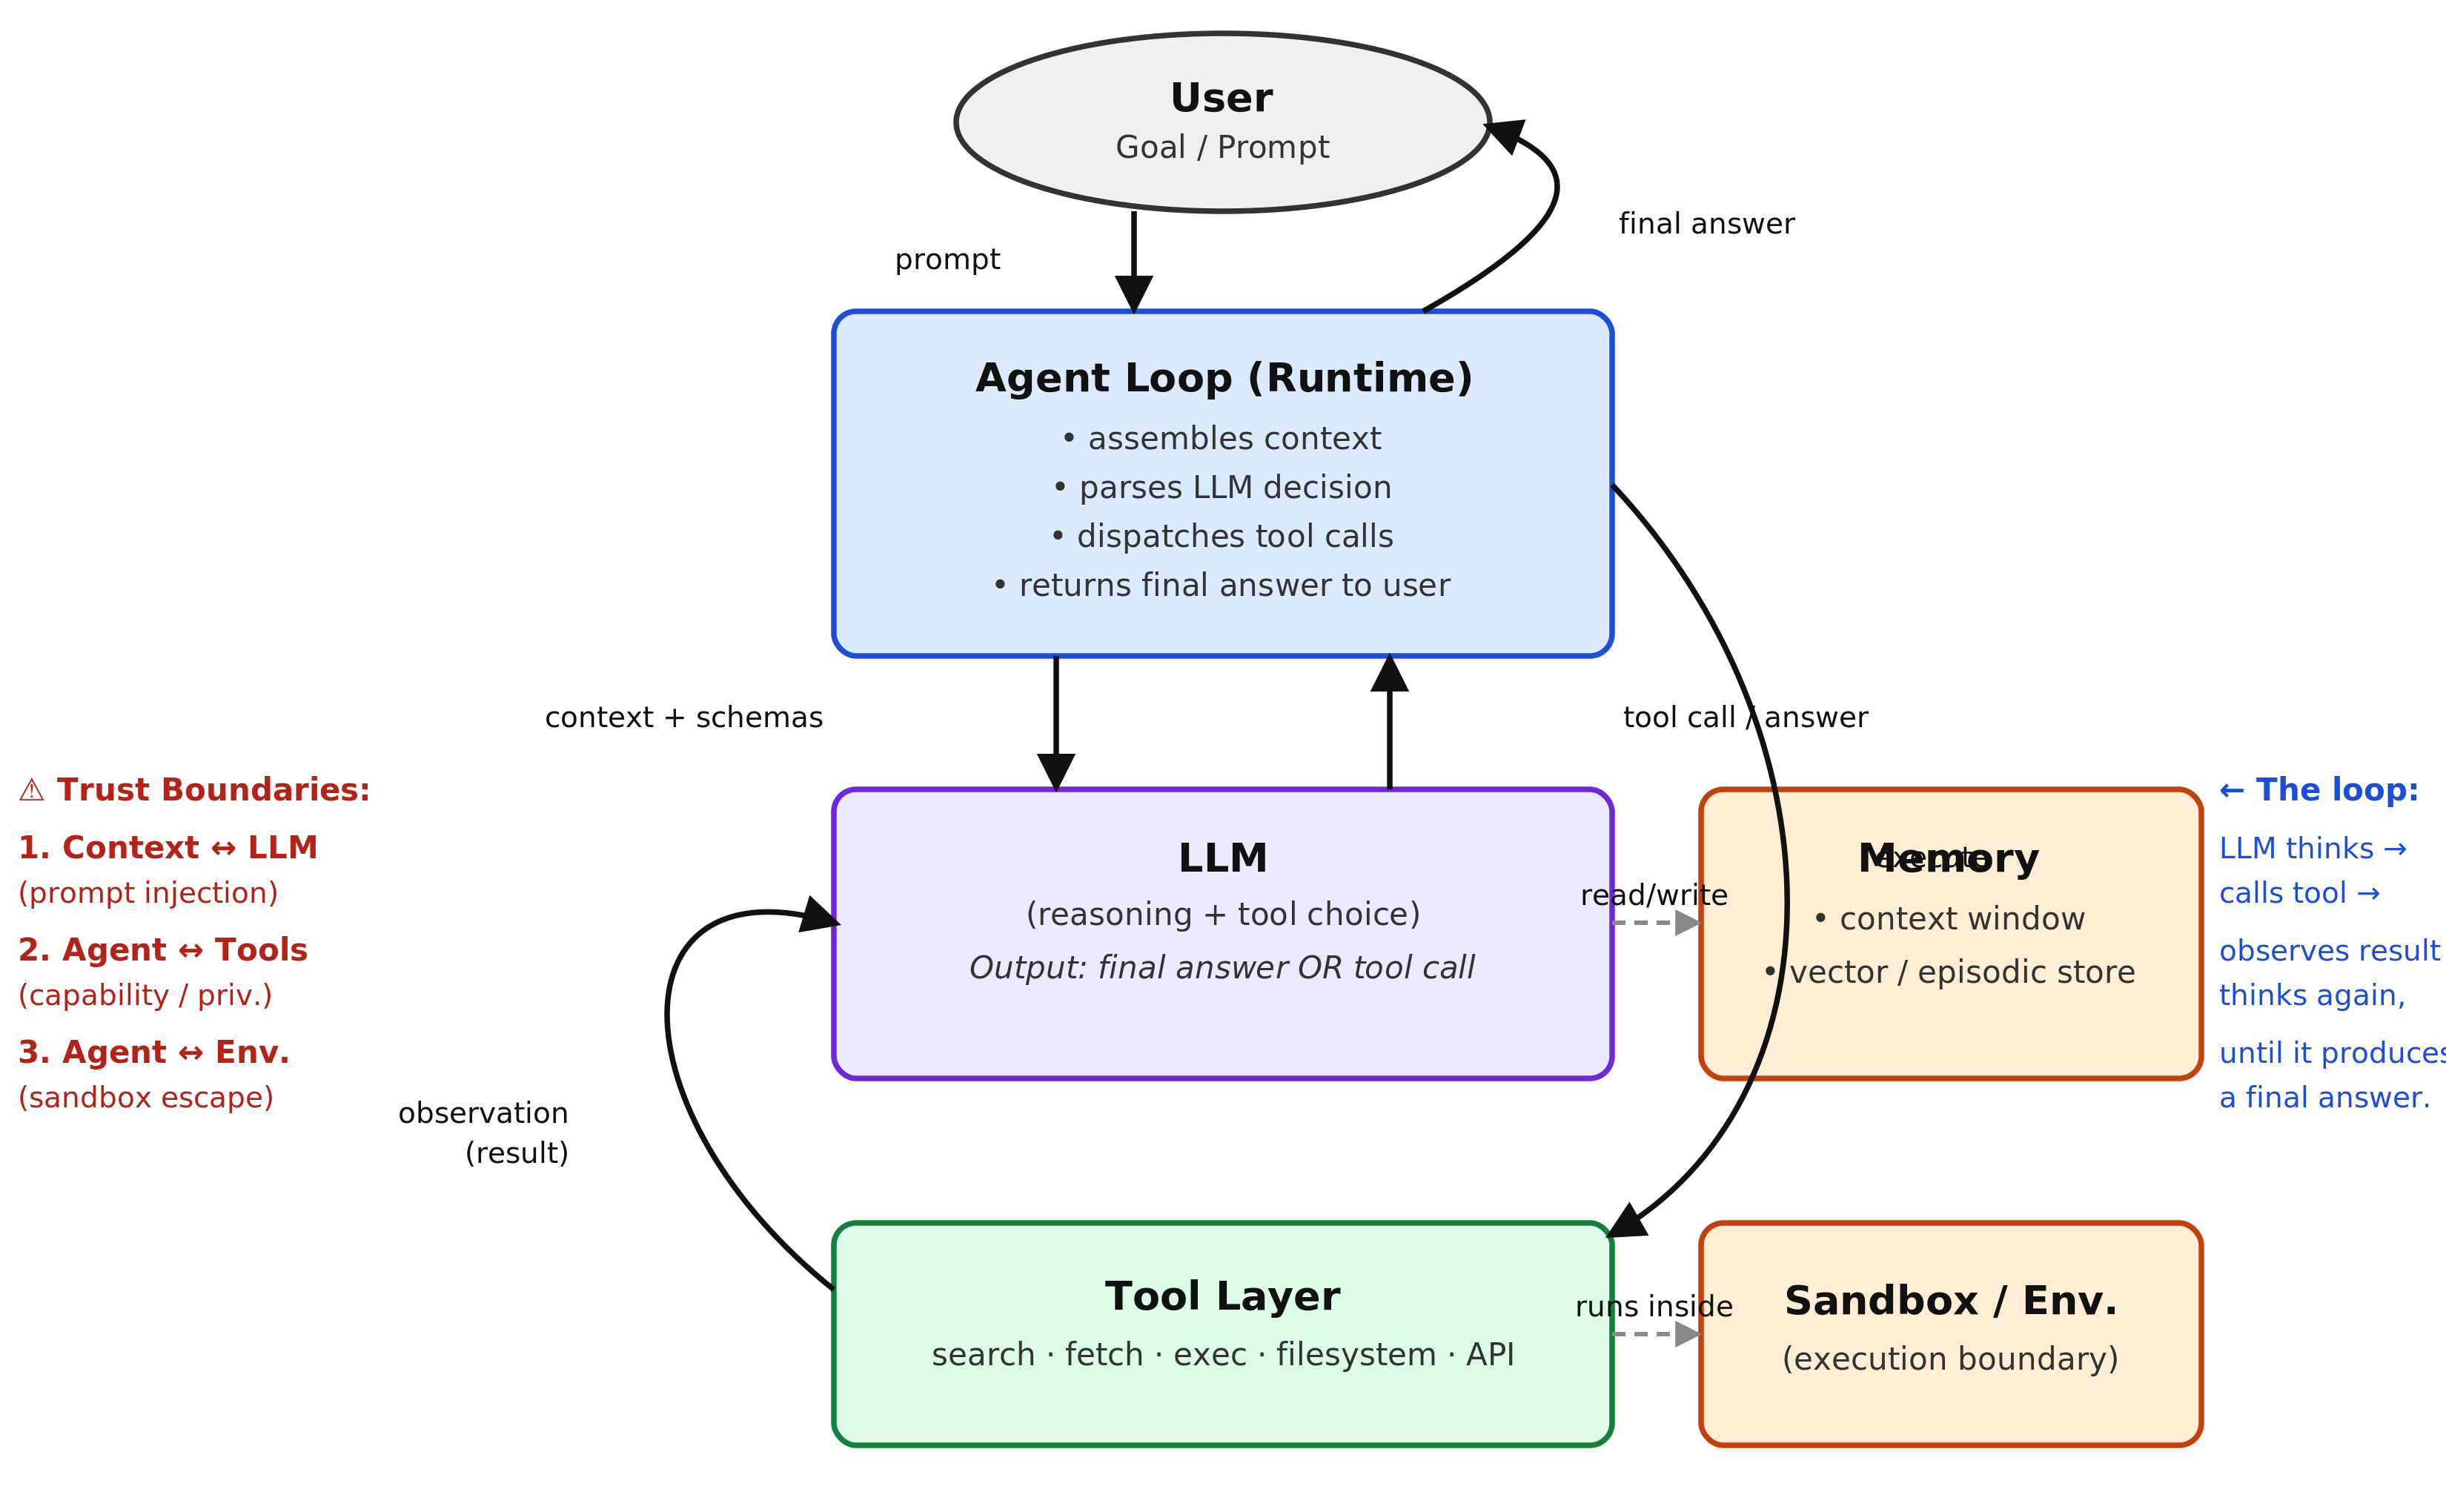 User
Goal / Prompt
final answer
prompt
Agent Loop (Runtime)
• assembles context
• parses LLM decision
• dispatches tool calls
• returns final answer to user
context + schemas
tool call / answer
⚠ Trust Boundaries:
1. Context ↔ LLM
(prompt injection)
2. Agent ↔ Tools
(capability / priv.)
3. Agent ↔ Env.
(sandbox escape)
LLM
(reasoning + tool choice)
Output: final answer OR tool call
read/write
execute
Memory
• context window
• vector / episodic store
← The loop:
LLM thinks →
calls tool →
observes result
thinks again,
until it produces
a final answer.
observation
(result)
Tool Layer
search · fetch · exec · filesystem · API
runs inside
Sandbox / Env.
(execution boundary)